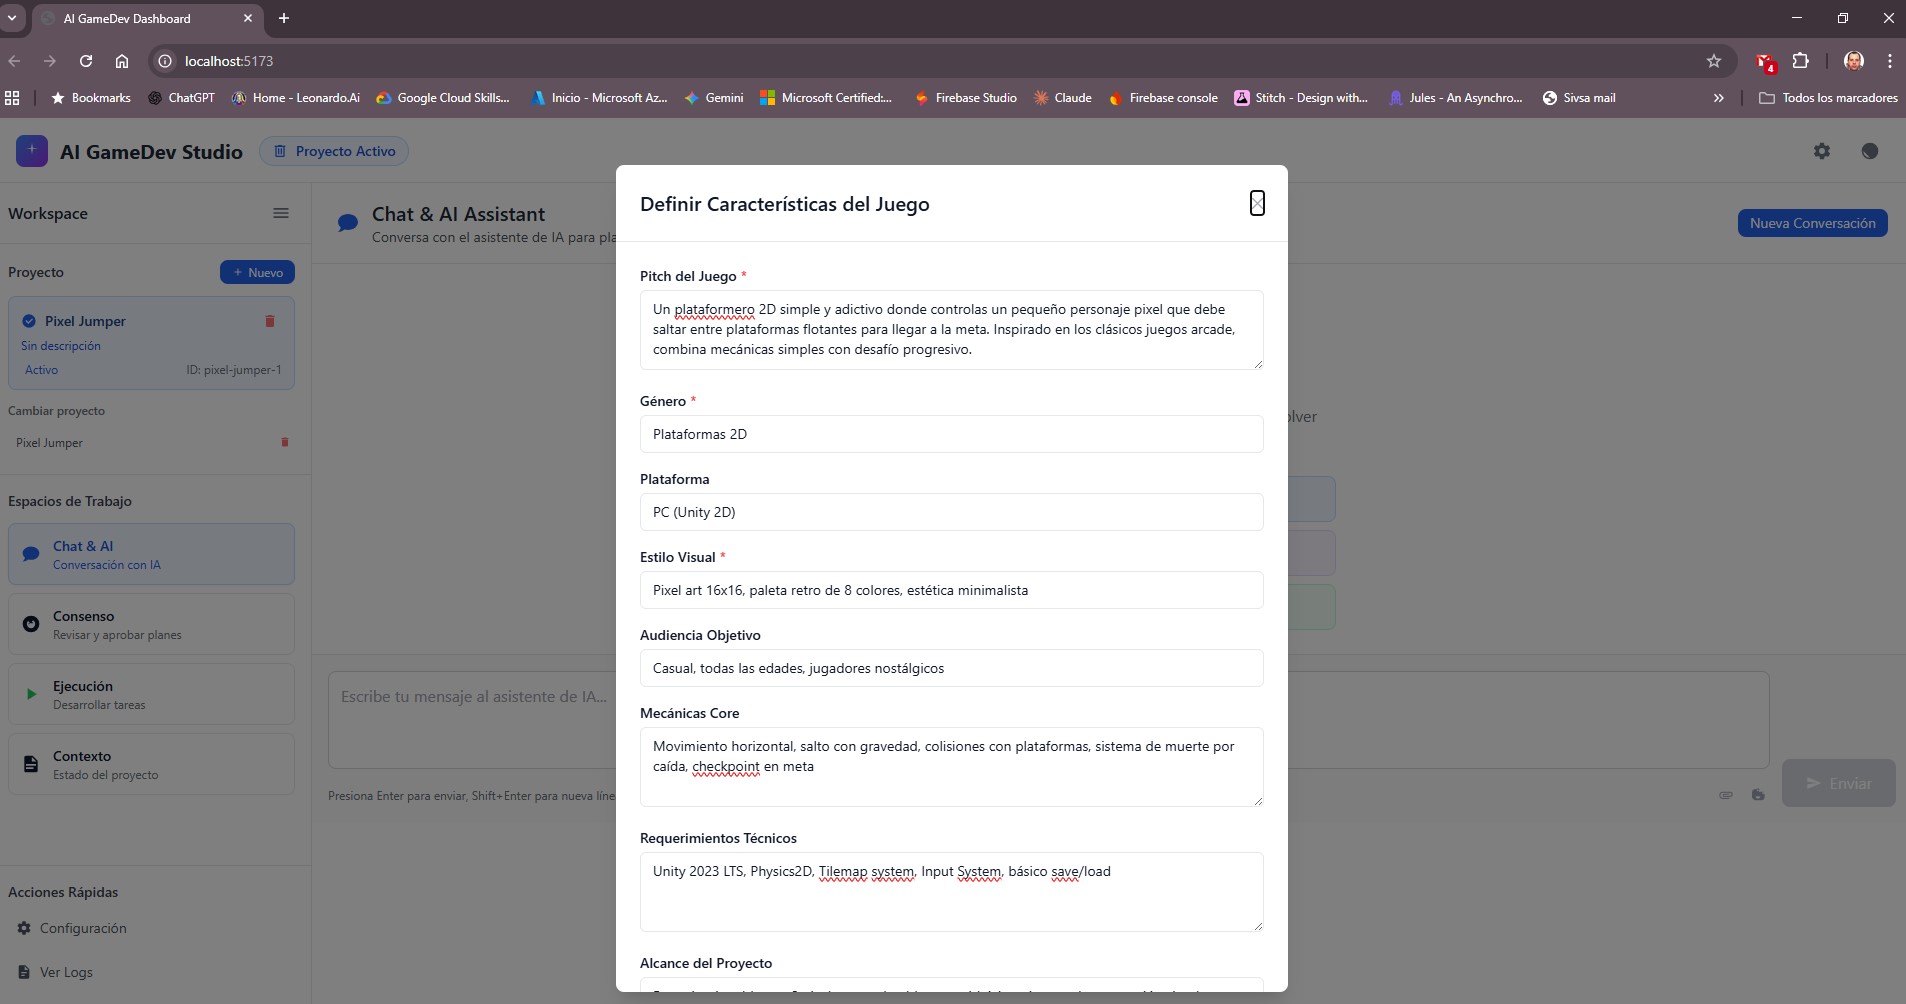 AI GameDev Dashboard
localhost:5173
4
Bookmarks
ChatGPT
Home - Leonardo.Ai
Google Cloud Skills...
Inicio - Microsoft Az...
Gemini
Microsoft Certified:...
Firebase Studio
Claude
Firebase console
Stitch - Design with...
Jules - An Asynchro...
Sivsa mail
»
Todos los marcadores
AI GameDev Studio
Proyecto Activo
Workspace
Proyecto
+ Nuevo
Pixel Jumper
Sin descripción
Activo
ID: pixel-jumper-1
Cambiar proyecto
Pixel Jumper
Espacios de Trabajo
Chat & AI
Conversación con IA
Consenso
Revisar y aprobar planes
Ejecución
Desarrollar tareas
Contexto
Estado del proyecto
Acciones Rápidas
Configuración
Ver Logs
Chat & AI Assistant
Conversa con el asistente de IA para pla
Nueva Conversación
Escribe tu mensaje al asistente de IA...
Presiona Enter para enviar, Shift+Enter para nueva líne
Enviar
Definir Características del Juego
Pitch del Juego *
Un plataformero 2D simple y adictivo donde controlas un pequeño personaje pixel que debe
saltar entre plataformas flotantes para llegar a la meta. Inspirado en los clásicos juegos arcade,
combina mecánicas simples con desafío progresivo.
Género *
Plataformas 2D
Plataforma
PC (Unity 2D)
Estilo Visual *
Pixel art 16x16, paleta retro de 8 colores, estética minimalista
Audiencia Objetivo
Casual, todas las edades, jugadores nostálgicos
Mecánicas Core
Movimiento horizontal, salto con gravedad, colisiones con plataformas, sistema de muerte por
caída, checkpoint en meta
Requerimientos Técnicos
Unity 2023 LTS, Physics2D, Tilemap system, Input System, básico save/load
Alcance del Proyecto